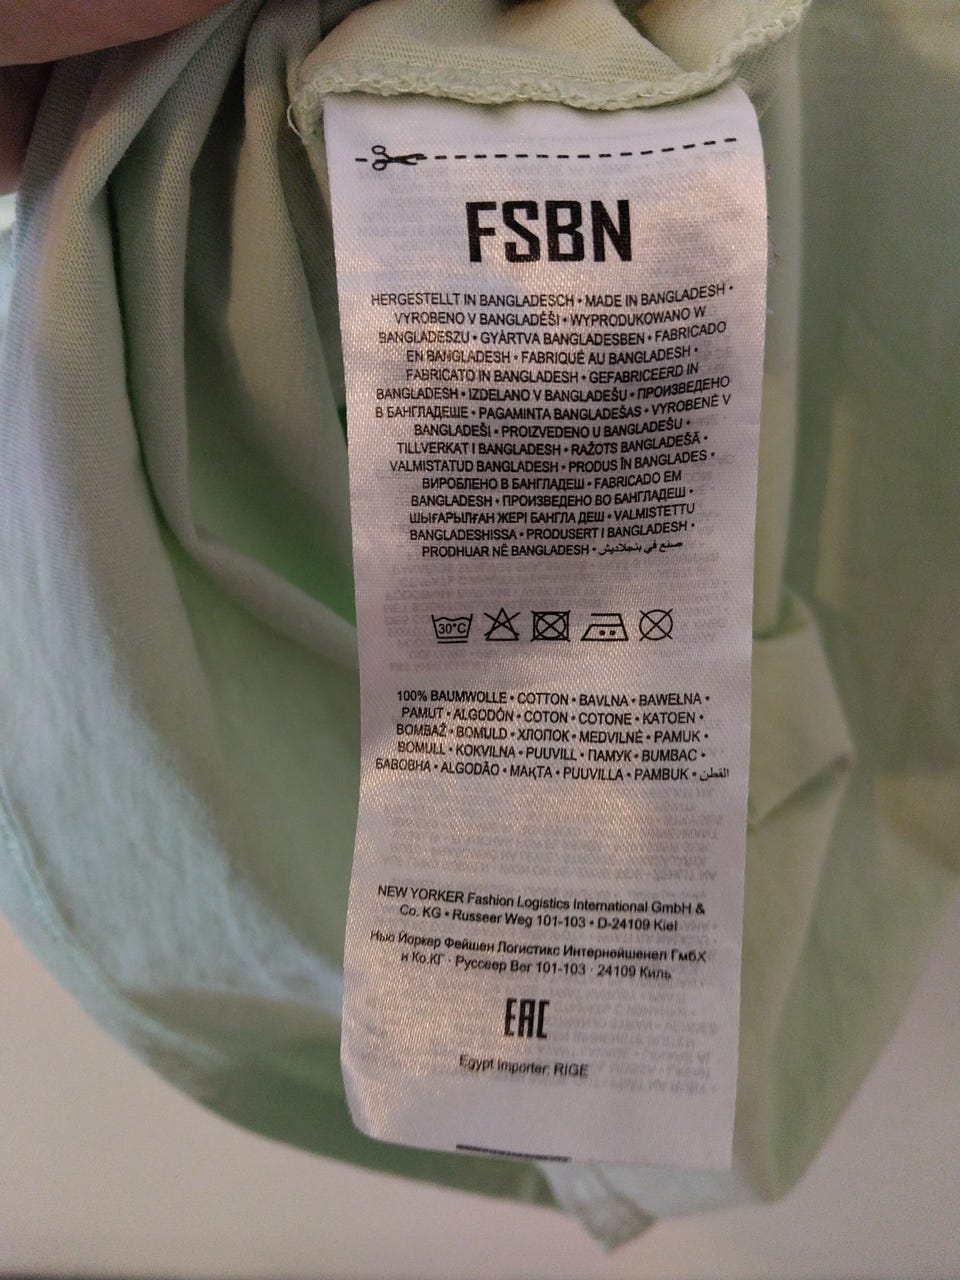 FSBN
HERGESTELLT IN BANGLADESCH • MADE IN BANGLADESH •
VYROBENO V BANGLADÉŠI • WYPRODUKOWANO W
BANGLADESZU • GYÁRTVA BANGLADESBEN • FABRICADO
EN BANGLADESH • FABRIQUÉ AU BANGLADESH •
FABRICATO IN BANGLADESH • GEFABRICEERD IN
BANGLADESH • IZDELANO V BANGLADEŠU • ПРОИЗВЕДЕНО
В БАНГЛАДЕШЕ • PAGAMINTA BANGLADEŠAS • VYROBENÉ V
BANGLADÉŠI • PROIZVEDENO U BANGLADEŠU •
TILLVERKAT I BANGLADESH • RAŽOTS BANGLADEŠĀ •
VALMISTATUD BANGLADESH • PRODUS ÎN BANGLADES •
ВИРОБЛЕНО В БАНГЛАДЕШ • FABRICADO EM
BANGLADESH • ПРОИЗВЕДЕНО ВО БАНГЛАДЕШ •
ШЫҒАРЫЛҒАН ЖЕРІ БАНГЛА ДЕШ • VALMISTETTU
BANGLADESHISSA • PRODUSERT I BANGLADESH •
PRODHUAR NË BANGLADESH • صنع في بنجلاديش
30°C
100% BAUMWOLLE • COTTON • BAVLNA • BAWEŁNA •
PAMUT • ALGODÓN • COTON • COTONE • KATOEN •
BOMBAŽ • BOMULD • ХЛОПОК • MEDVILNĖ • PAMUK •
BOMULL • KOKVILNA • PUUVILL • ПАМУК • BUMBAC •
БАВОВНА • ALGODÃO • МАҚТА • PUUVILLA • PAMBUK • القطن
NEW YORKER Fashion Logistics International GmbH &
Co. KG • Russeer Weg 101-103 • D-24109 Kiel
Нью Йоркер Фейшен Логистикс Интернейшенел ГмбХ
и Ко.КГ · Руссеер Вег 101-103 · 24109 Киль
EAC
Egypt Importer: RIGE